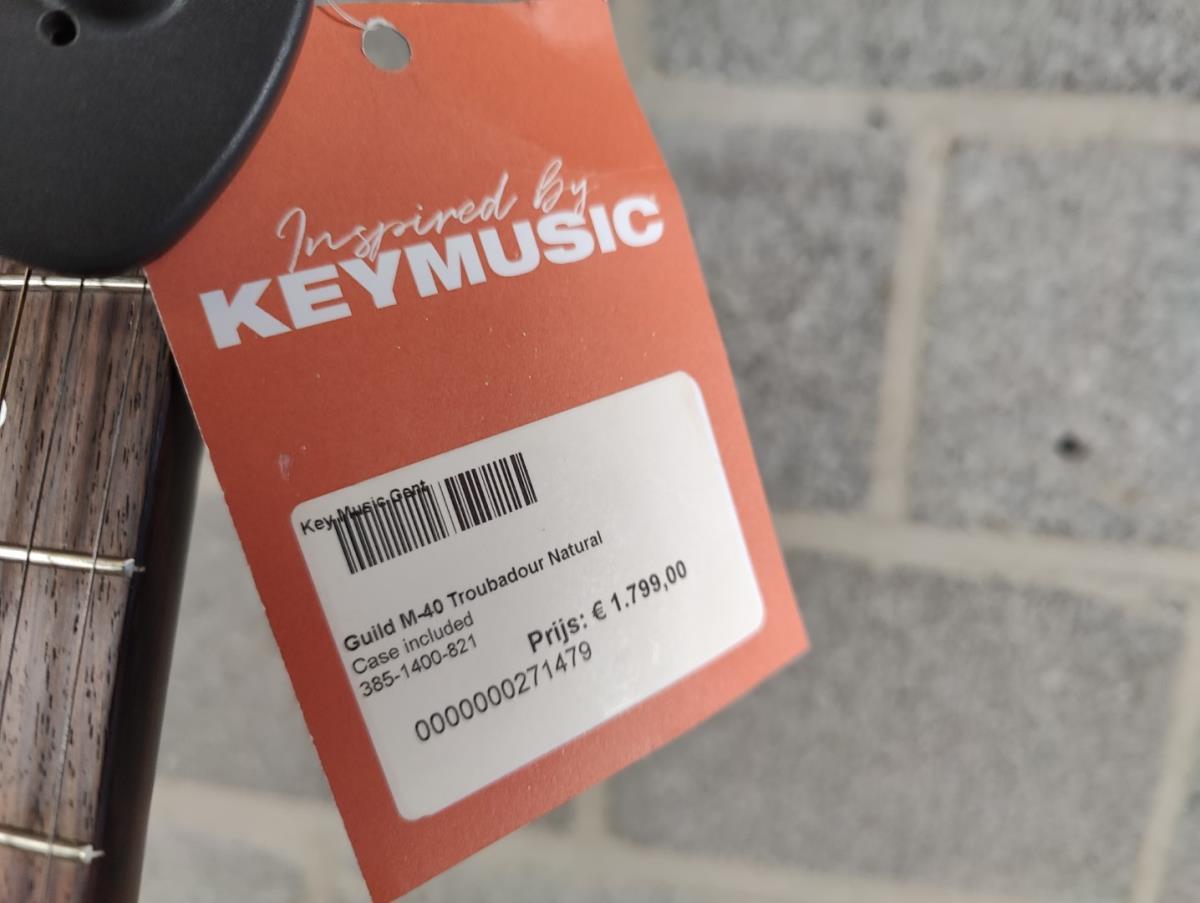 Inspired By
KEYMUSIC
Key Music Gent
Guild M-40 Troubadour Natural
Case included
385-1400-821
Prijs: € 1.799,00
0000000271479